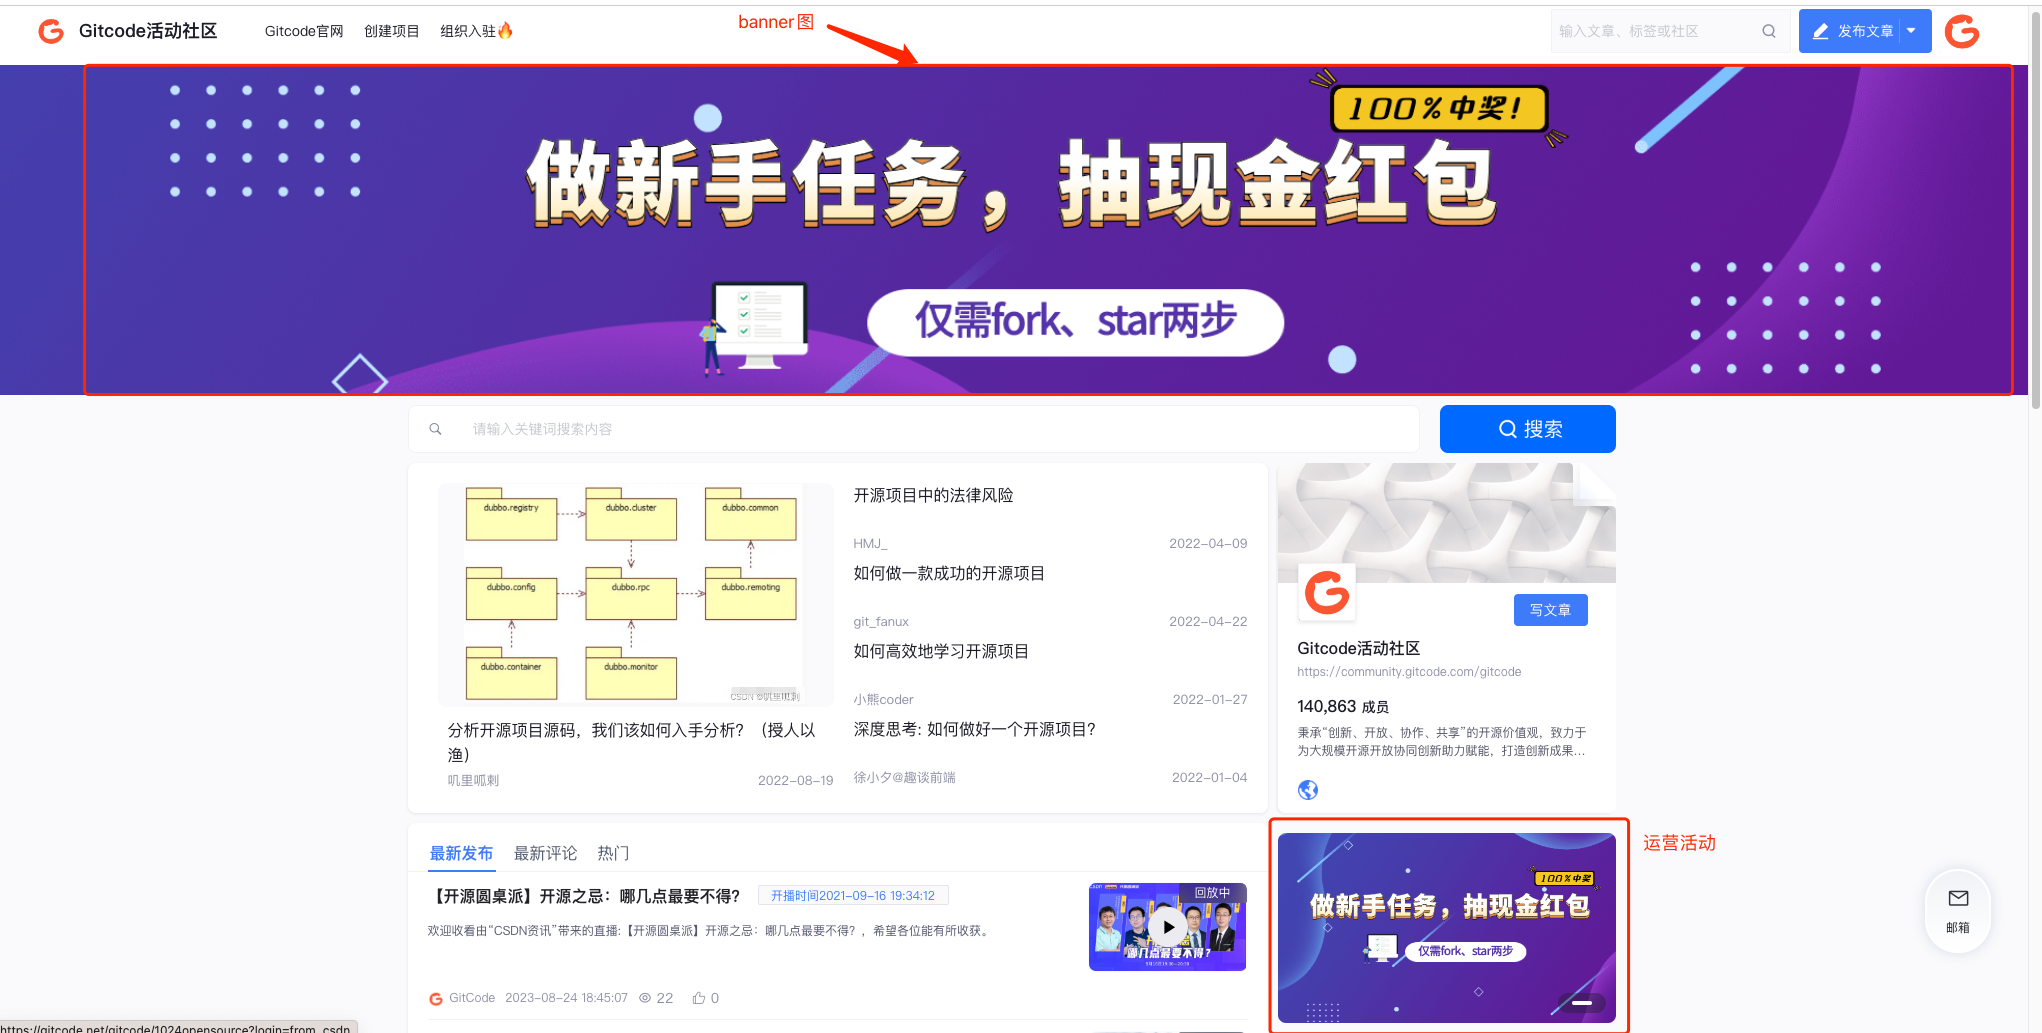 banner图
Gitcode活动社区
Gitcode官网 创建项目 组织入驻
输入文章、标签或社区
发布文章
100%中奖!
做新手任务，抽现金红包
仅需fork、star两步
请输入关键词搜索内容
搜索
dubbo.registry
dubbo.cluster
dubbo.common
dubbo.config
dubbo.rpc
dubbo.remoting
dubbo.container
dubbo.monitor
CSDN @叽里呱剌
分析开源项目源码，我们该如何入手分析？（授人以
渔）
叽里呱剌 2022-08-19
开源项目中的法律风险
HMJ_ 2022-04-09
如何做一款成功的开源项目
git_fanux 2022-04-22
如何高效地学习开源项目
小熊coder 2022-01-27
深度思考: 如何做好一个开源项目?
徐小夕@趣谈前端 2022-01-04
写文章
Gitcode活动社区
https://community.gitcode.com/gitcode
140,863 成员
秉承“创新、开放、协作、共享”的开源价值观，致力于
为大规模开源开放协同创新助力赋能，打造创新成果...
最新发布 最新评论 热门
【开源圆桌派】开源之忌：哪几点最要不得？ 开播时间2021-09-16 19:34:12
欢迎收看由“CSDN资讯”带来的直播:【开源圆桌派】开源之忌：哪几点最要不得？，希望各位能有所收获。
回放中
哪几点最要不得?
GitCode 2023-08-24 18:45:07 22 0
运营活动
100%中奖
做新手任务，抽现金红包
仅需fork、star两步
邮箱
https://gitcode.net/gitcode/1024opensource?login=from_csdn